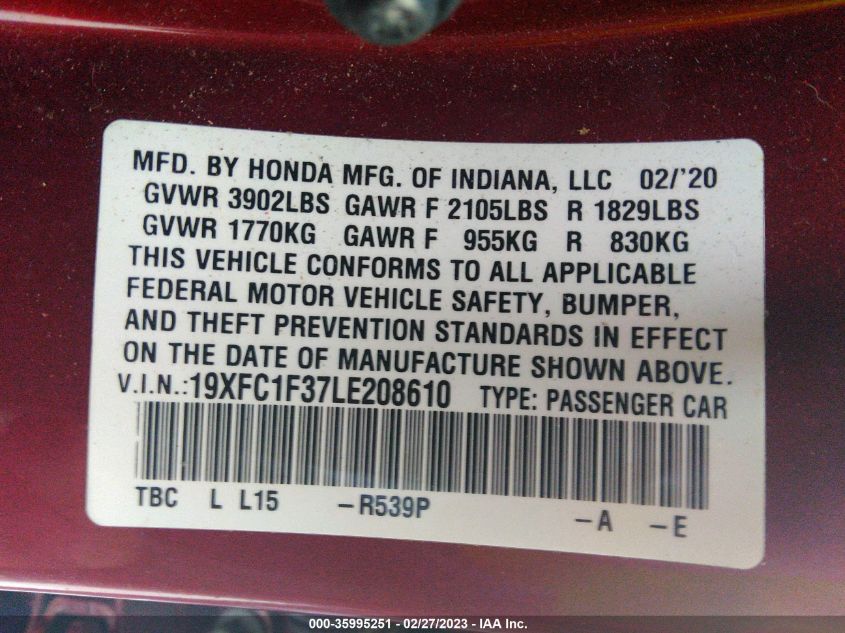 MFD. BY HONDA MFG. OF INDIANA, LLC 02/'20
GVWR 3902LBS GAWR F 2105LBS R 1829LBS
GVWR 1770KG GAWR F 955KG R 830KG
THIS VEHICLE CONFORMS TO ALL APPLICABLE
FEDERAL MOTOR VEHICLE SAFETY, BUMPER,
AND THEFT PREVENTION STANDARDS IN EFFECT
ON THE DATE OF MANUFACTURE SHOWN ABOVE.
V.I.N.:19XFC1F37LE208610 TYPE: PASSENGER CAR
TBC L L15 -R539P -A -E
000-35995251 - 02/27/2023 - IAA Inc.